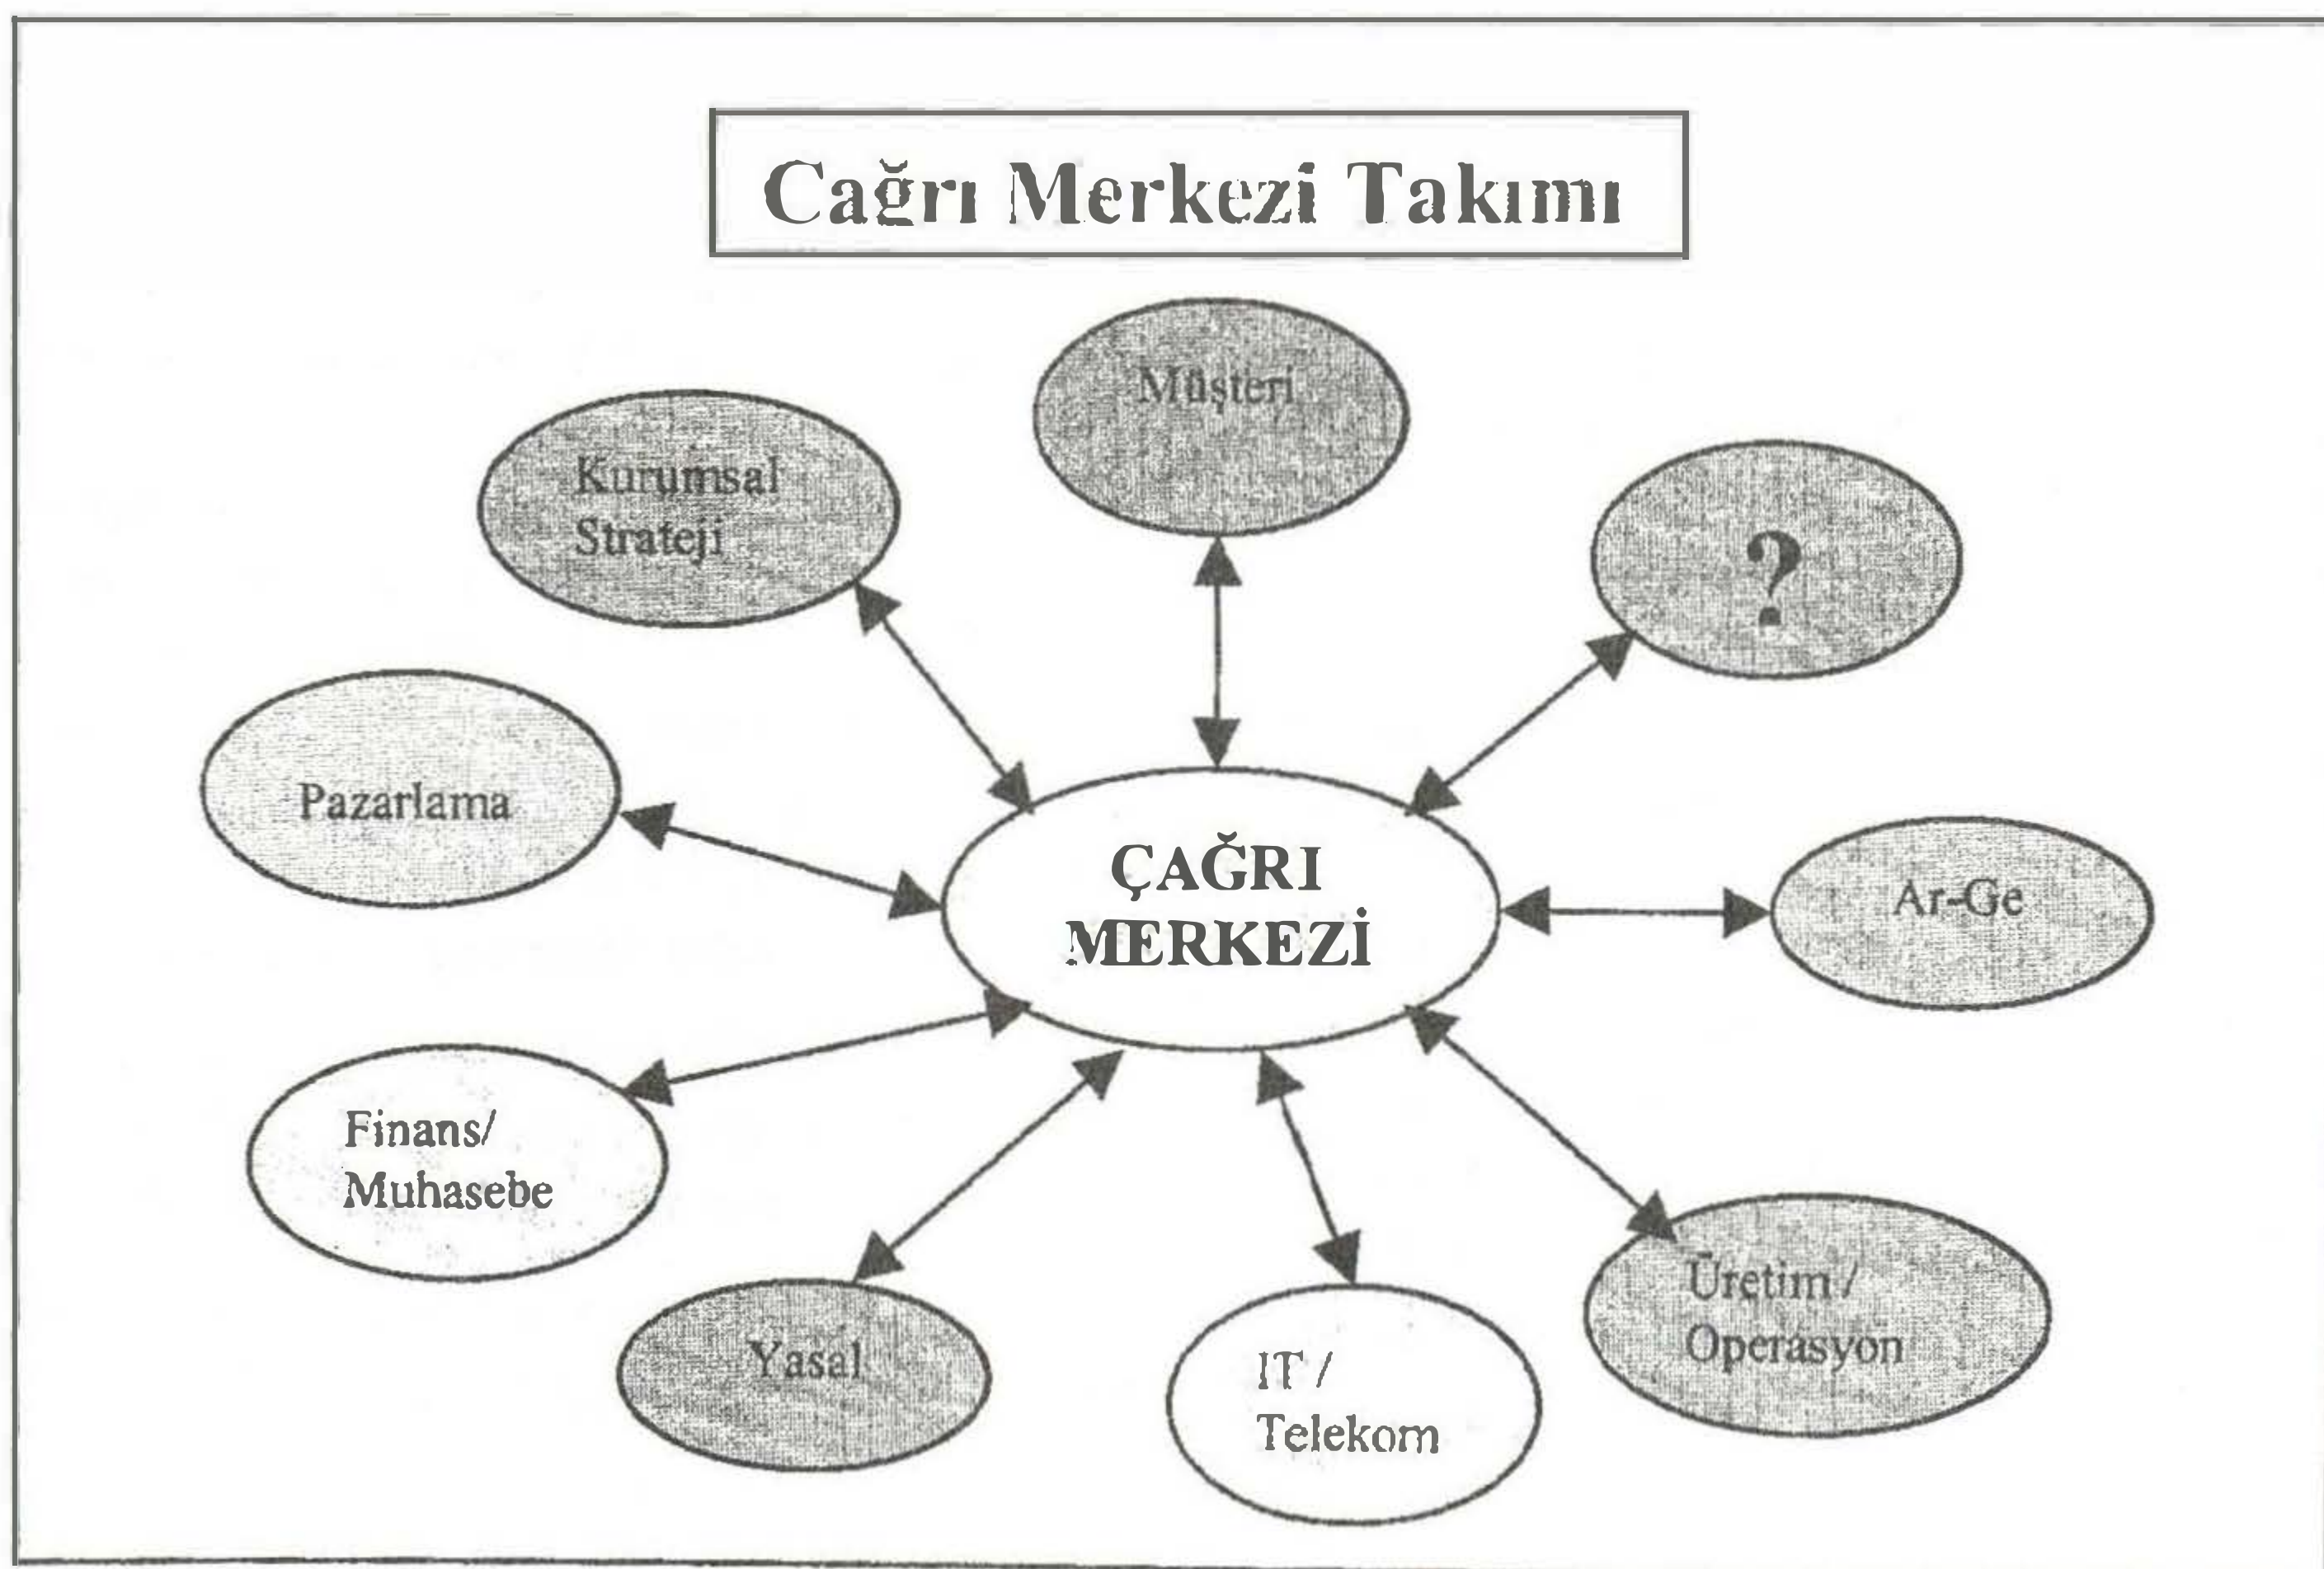 Cağrı Merkezi Takımı
Müşteri
Kurumsal
Strateji
?
Pazarlama
ÇAĞRI
MERKEZİ
Ar-Ge
Finans/
Muhasebe
Yasal
IT /
Telekom
Üretim /
Operasyon